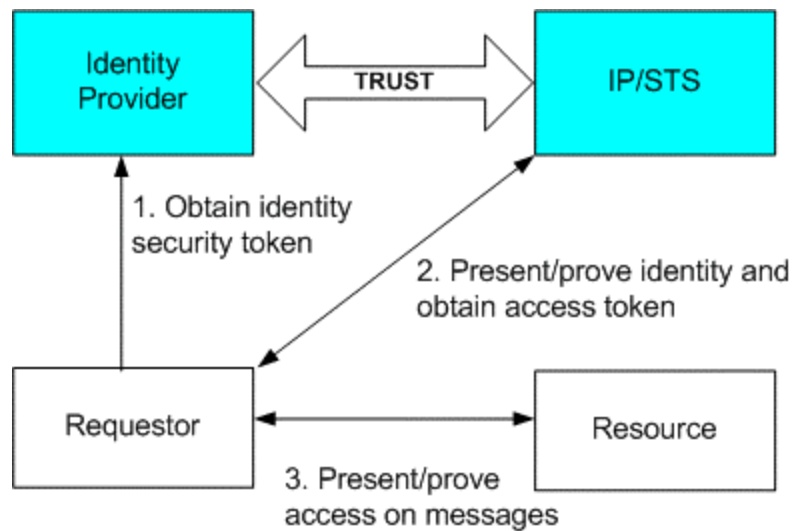 Identity
Provider
TRUST
IP/STS
1. Obtain identity
security token
2. Present/prove identity and
obtain access token
Requestor
Resource
3. Present/prove
access on messages